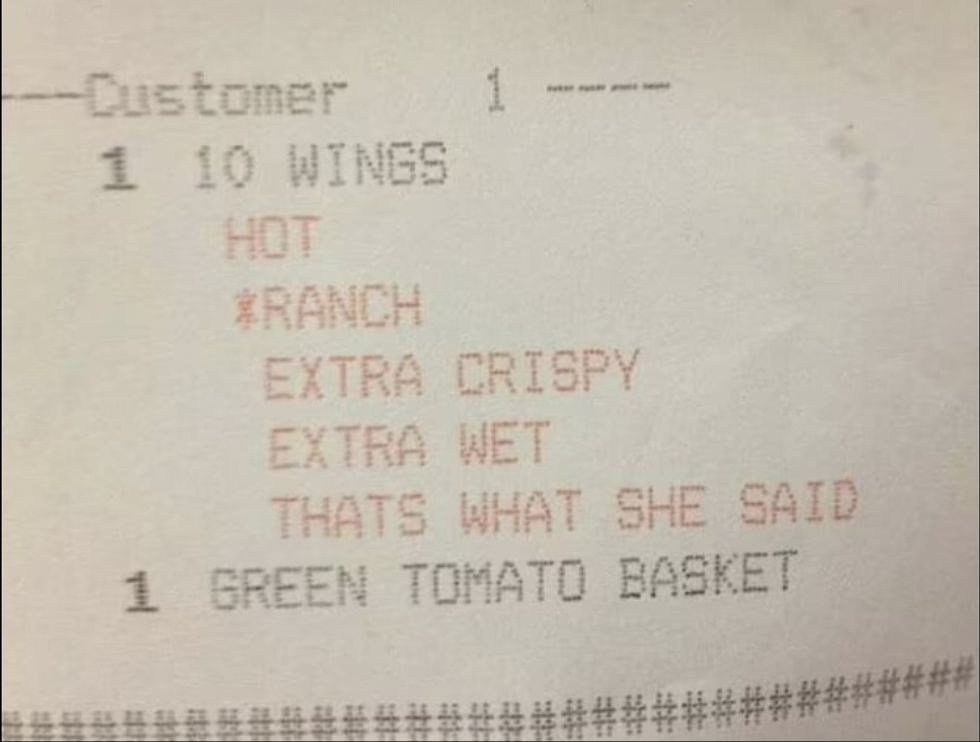 ---Customer 1 ----
1 10 WINGS
HOT
*RANCH
EXTRA CRISPY
EXTRA WET
THATS WHAT SHE SAID
1 GREEN TOMATO BASKET
################################